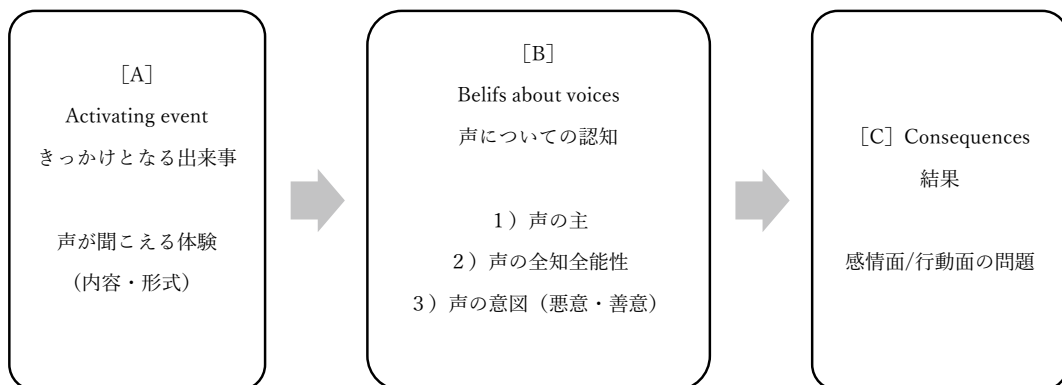 ［A］
Activating event
きっかけとなる出来事
声が聞こえる体験
（内容・形式）
［B］
Belifs about voices
声についての認知
１）声の主
２）声の全知全能性
３）声の意図（悪意・善意）
［C］Consequences
結果
感情面/行動面の問題